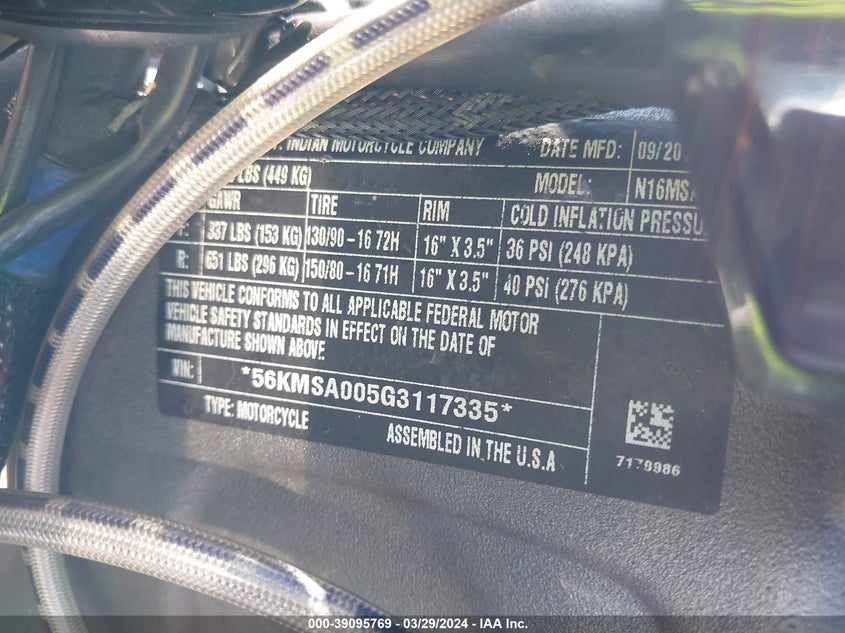 INDIAN MOTORCYCLE COMPANY DATE MFD: 09/20
LBS (449 KG) MODEL: N16MSA
GAWR TIRE RIM COLD INFLATION PRESSU
F: 337 LBS (153 KG) 130/90-16 72H 16" X 3.5" 36 PSI (248 KPA)
R: 651 LBS (296 KG) 150/80-16 71H 16" X 3.5" 40 PSI (276 KPA)
THIS VEHICLE CONFORMS TO ALL APPLICABLE FEDERAL MOTOR
VEHICLE SAFETY STANDARDS IN EFFECT ON THE DATE OF
MANUFACTURE SHOWN ABOVE
VIN: *56KMSA005G3117335*
TYPE: MOTORCYCLE ASSEMBLED IN THE U.S.A
7179986
000-39095769 - 03/29/2024 - IAA Inc.